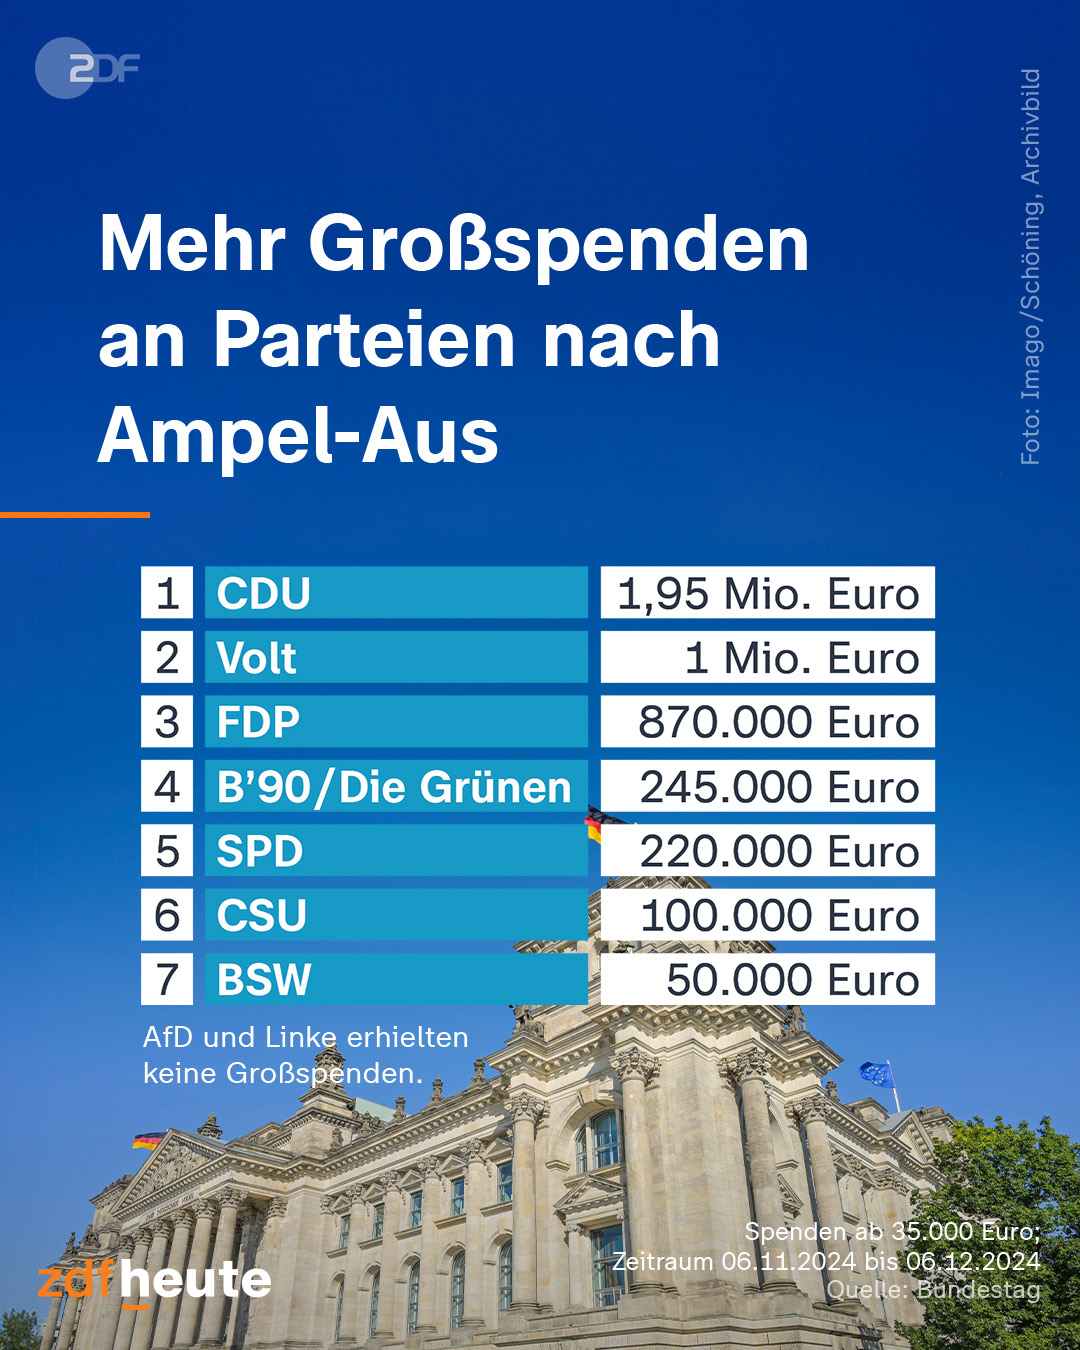 ZDF
Foto: Imago/Schöning, Archivbild
Mehr Großspenden
an Parteien nach
Ampel-Aus
1 CDU 1,95 Mio. Euro
2 Volt 1 Mio. Euro
3 FDP 870.000 Euro
4 B’90/Die Grünen 245.000 Euro
5 SPD 220.000 Euro
6 CSU 100.000 Euro
7 BSW 50.000 Euro
AfD und Linke erhielten
keine Großspenden.
Spenden ab 35.000 Euro;
Zeitraum 06.11.2024 bis 06.12.2024
Quelle: Bundestag
zdfheute